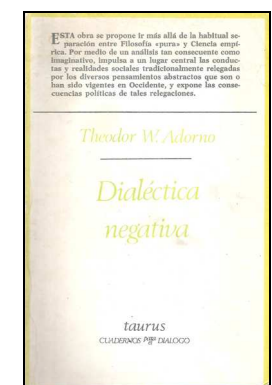 ESTA obra se propone ir más allá de la habitual se-
paración entre Filosofía «pura» y Ciencia empí-
rica. Por medio de un análisis tan consecuente como
imaginativo, impulsa a un lugar central las conduc-
tas y realidades sociales tradicionalmente relegadas
por los diversos pensamientos abstractos que son o
han sido vigentes en Occidente, y expone las conse-
cuencias políticas de tales relegaciones.
Theodor W. Adorno
Dialéctica
negativa
taurus
CUADERNOS PARA DIALOGO